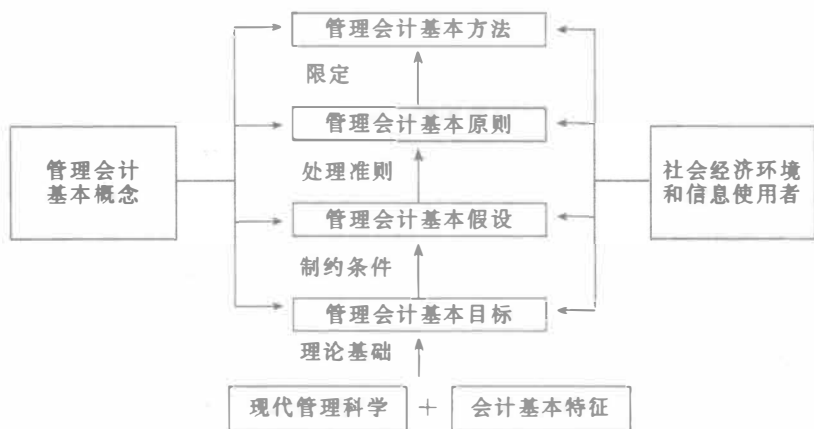 管理会计基本方法
限定
管理会计基本原则
管理会计
基本概念
处理准则
社会经济环境
和信息使用者
管理会计基本假设
制约条件
管理会计基本目标
理论基础
现代管理科学 + 会计基本特征